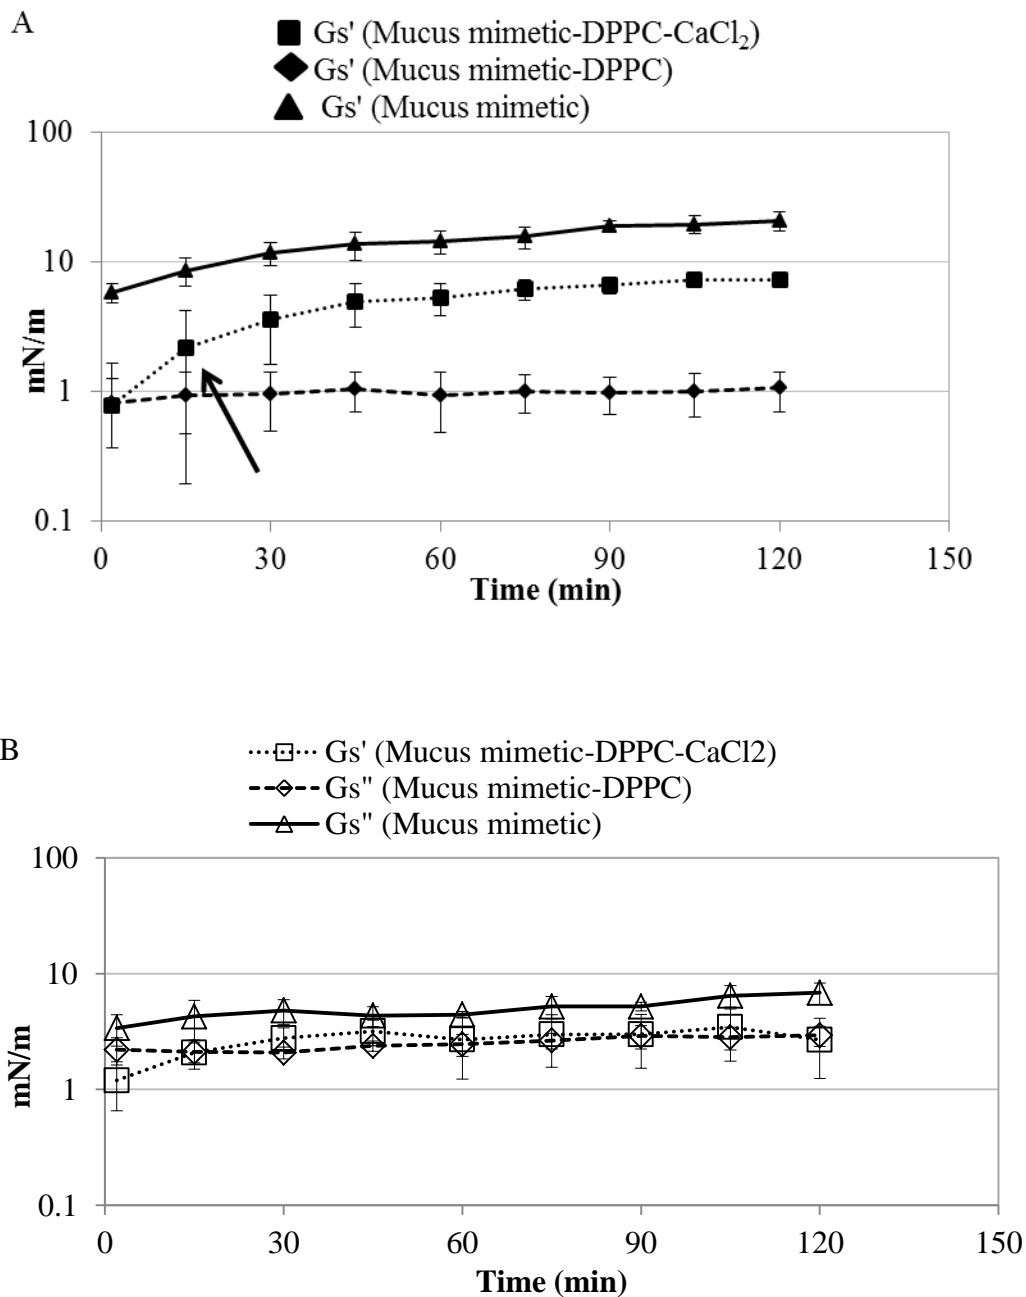 A
Gs' (Mucus mimetic-DPPC-CaCl₂)
Gs' (Mucus mimetic-DPPC)
Gs' (Mucus mimetic)
100
10
1
0.1
mN/m
0 30 60 90 120 150
Time (min)
B
Gs' (Mucus mimetic-DPPC-CaCl2)
Gs" (Mucus mimetic-DPPC)
Gs" (Mucus mimetic)
100
10
1
0.1
mN/m
0 30 60 90 120 150
Time (min)